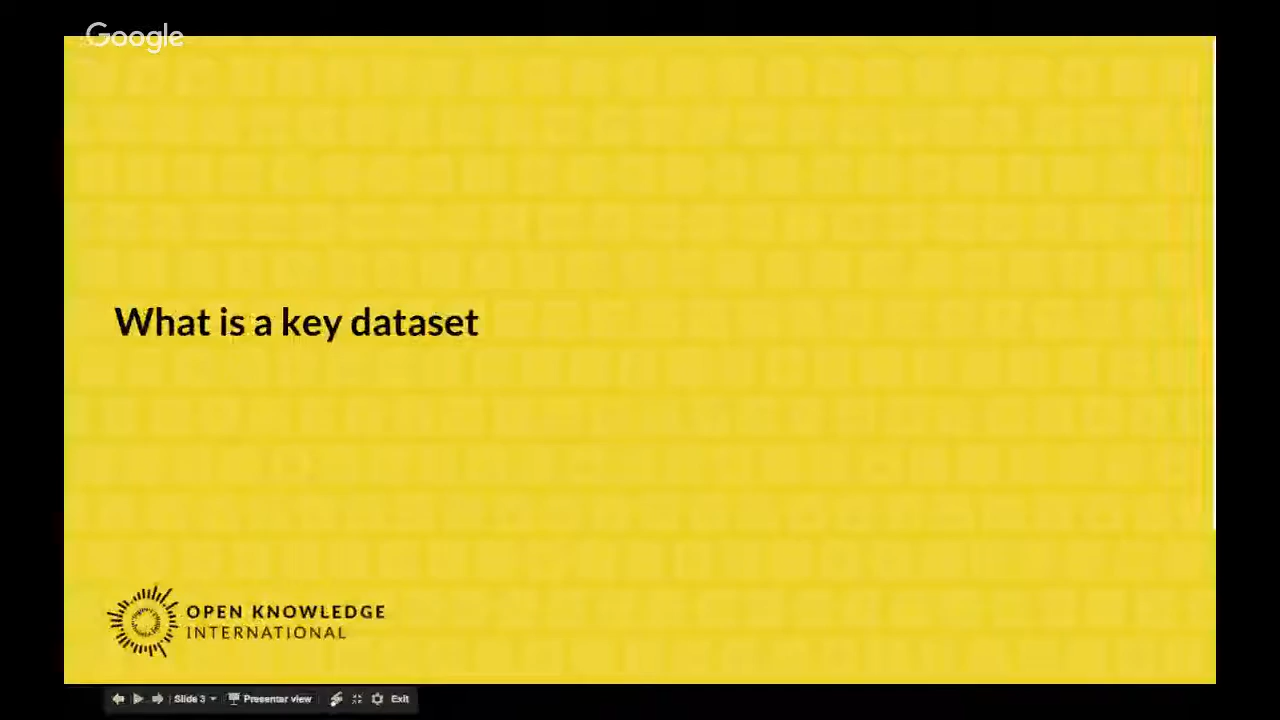 Google
What is a key dataset
OPEN KNOWLEDGE
INTERNATIONAL
Slide 3
Presenter view
Exit